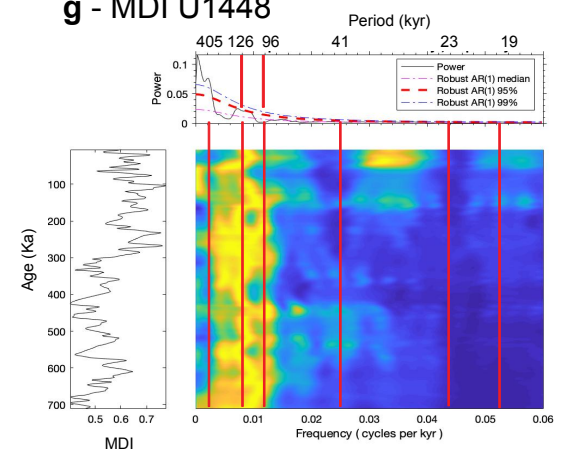 g - MDI U1448
Period (kyr)
405 126 96 41 23 19
Power
0.1
0.05
0
Power
Robust AR(1) median
Robust AR(1) 95%
Robust AR(1) 99%
Age (Ka)
100
200
300
400
500
600
700
0.5 0.6 0.7
MDI
0 0.01 0.02 0.03 0.04 0.05 0.06
Frequency ( cycles per kyr )